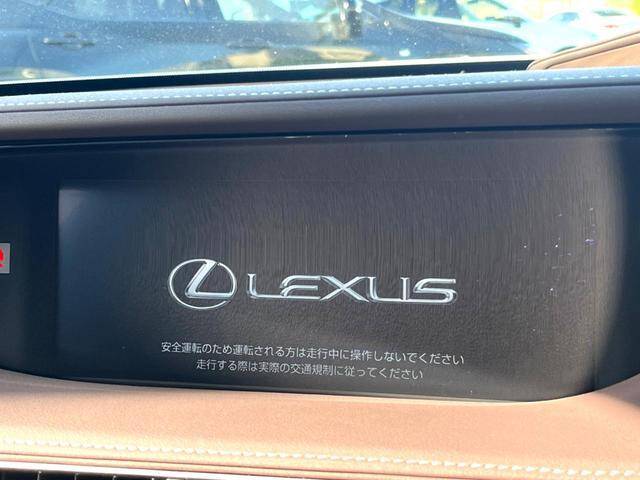 LEXUS
安全運転のため運転される方は走行中に操作しないでください
走行する際は実際の交通規制に従ってください